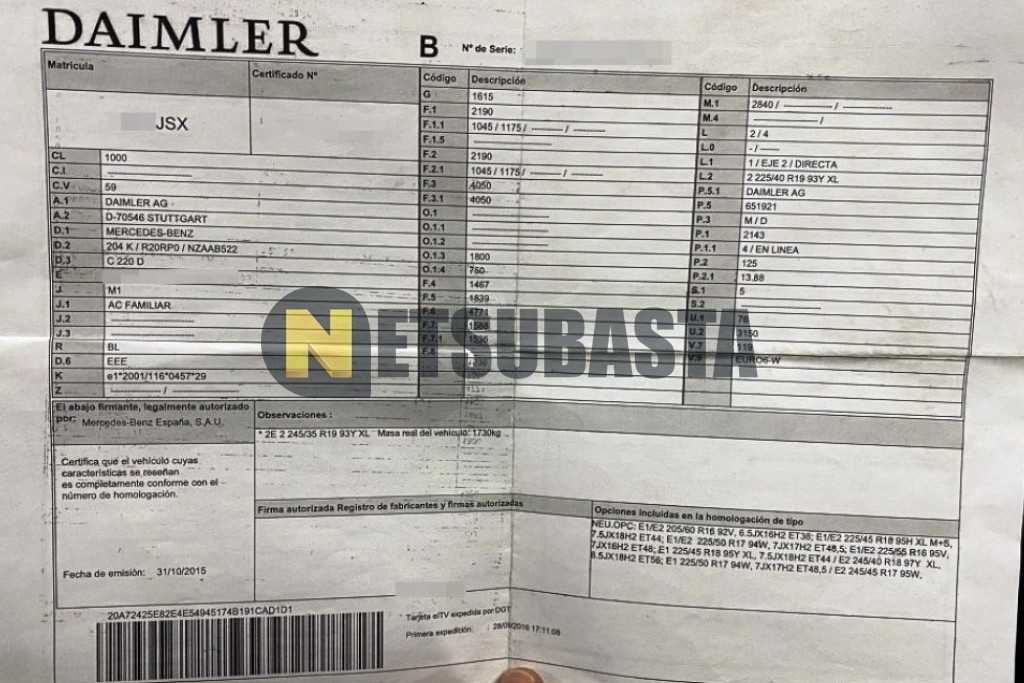 DAIMLER
B Nº de Serie:
Matrícula
Certificado Nº
JSX
CL 1000
C.I
C.V 59
A.1 DAIMLER AG
A.2 D-70546 STUTTGART
D.1 MERCEDES-BENZ
D.2 204 K / R20RP0 / NZAAB522
D.3 C 220 D
E
J M1
J.1 AC FAMILIAR
J.2
J.3
R BL
D.6 EEE
K e1*2001/116*0457*29
Z ---------- / ----------
Código Descripción
G 1615
F.1 2190
F.1.1 1045 / 1175 / ---------- / ----------
F.1.5
F.2 2190
F.2.1 1045 / 1175 / ---------- / ----------
F.3 4050
F.3.1 4050
O.1
O.1.1
O.1.2
O.1.3 1800
O.1.4 750
F.4 1467
F.5 1839
F.6 4771
F.7 1588
F.7.1
F.8
Código Descripción
M.1 2840 / ---------- / ----------
M.4 ---------- /
L 2 / 4
L.0 - / ----
L.1 1 / EJE 2 / DIRECTA
L.2 2 225/40 R19 93Y XL
P.5.1 DAIMLER AG
P.5 651921
P.3 M / D
P.1 2143
P.1.1 4 / EN LINEA
P.2 125
P.2.1 13.88
S.1 5
S.2
U.1 76
U.2 3150
V.7 119
V.9 EURO6-W
NETSUBASTA
El abajo firmante, legalmente autorizado
por: Mercedes-Benz España, S.A.U.
Certifica que el vehículo cuyas
características se reseñan
es completamente conforme con el
número de homologación.
Fecha de emisión: 31/10/2015
Observaciones :
* 2E 2 245/35 R19 93Y XL Masa real del vehículo: 1730kg
Firma autorizada Registro de fabricantes y firmas autorizadas
Opciones incluidas en la homologación de tipo
NEU.OPC: E1/E2 205/60 R16 92V, 6.5JX16H2 ET38; E1/E2 225/45 R18 95H XL M+S,
7.5JX18H2 ET44; E1/E2 225/50 R17 94W, 7JX17H2 ET48,5; E1/E2 225/55 R16 95V,
7JX16H2 ET48; E1 225/45 R18 95Y XL, 7.5JX18H2 ET44 / E2 245/40 R18 97Y XL,
8.5JX18H2 ET56; E1 225/50 R17 94W, 7JX17H2 ET48,5 / E2 245/45 R17 95W,
20A72425E82E4E54945174B191CAD1D1
Tarjeta eITV expedida por DGT
Primera expedición: : 28/09/2016 17:11:08